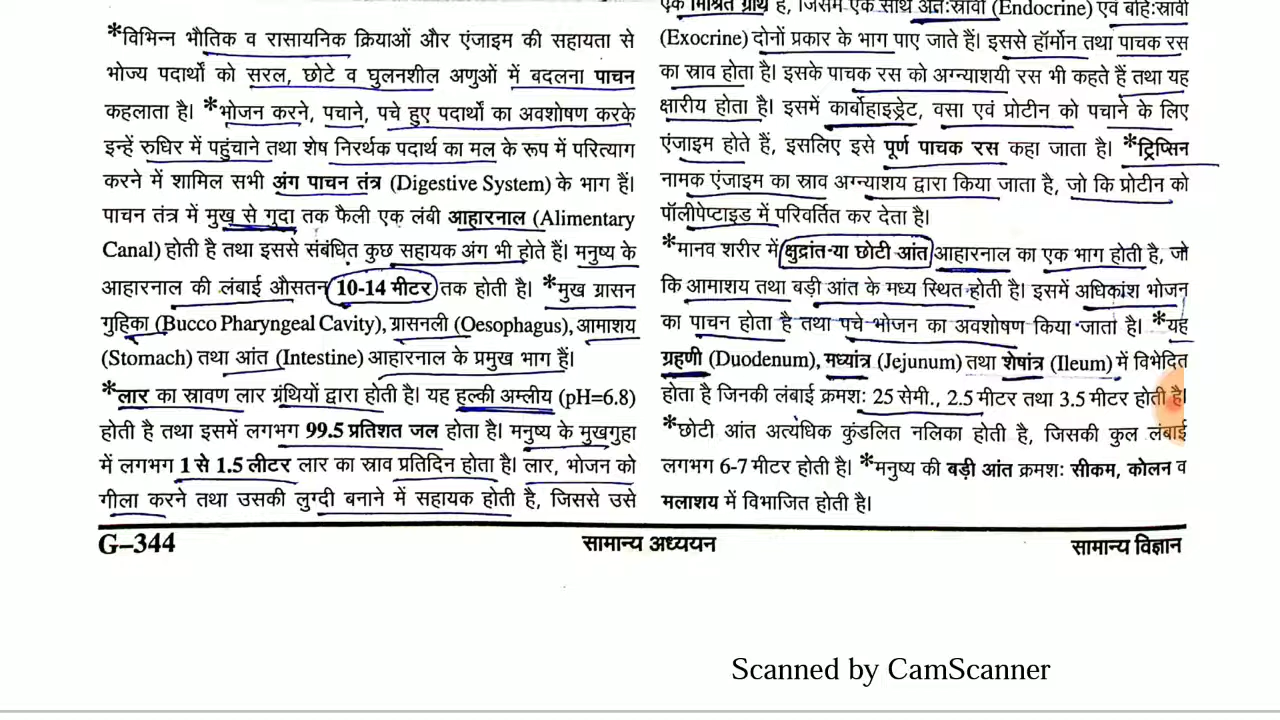 *विभिन्न भौतिक व रासायनिक क्रियाओं और एंजाइम की सहायता से
भोज्य पदार्थों को सरल, छोटे व घुलनशील अणुओं में बदलना पाचन
कहलाता है। *भोजन करने, पचाने, पचे हुए पदार्थों का अवशोषण करके
इन्हें रुधिर में पहुंचाने तथा शेष निरर्थक पदार्थ का मल के रूप में परित्याग
करने में शामिल सभी अंग पाचन तंत्र (Digestive System) के भाग हैं।
पाचन तंत्र में मुख से गुदा तक फैली एक लंबी आहारनाल (Alimentary
Canal) होती है तथा इससे संबंधित कुछ सहायक अंग भी होते हैं। मनुष्य के
आहारनाल की लंबाई औसतन 10-14 मीटर तक होती है। *मुख ग्रासन
गुहिका (Bucco Pharyngeal Cavity), ग्रासनली (Oesophagus), आमाशय
(Stomach) तथा आंत (Intestine) आहारनाल के प्रमुख भाग हैं।
*लार का स्रावण लार ग्रंथियों द्वारा होती है। यह हल्की अम्लीय (pH=6.8)
होती है तथा इसमें लगभग 99.5 प्रतिशत जल होता है। मनुष्य के मुखगुहा
में लगभग 1 से 1.5 लीटर लार का स्राव प्रतिदिन होता है। लार, भोजन को
गीला करने तथा उसकी लुग्दी बनाने में सहायक होती है, जिससे उसे
एक मिश्रित ग्रंथि है, जिसमें एक साथ अंतःस्रावी (Endocrine) एवं बहिःस्रावी
(Exocrine) दोनों प्रकार के भाग पाए जाते हैं। इससे हॉर्मोन तथा पाचक रस
का स्राव होता है। इसके पाचक रस को अग्न्याशयी रस भी कहते हैं तथा यह
क्षारीय होता है। इसमें कार्बोहाइड्रेट, वसा एवं प्रोटीन को पचाने के लिए
एंजाइम होते हैं, इसलिए इसे पूर्ण पाचक रस कहा जाता है। *ट्रिप्सिन
नामक एंजाइम का स्राव अग्न्याशय द्वारा किया जाता है, जो कि प्रोटीन को
पॉलीपेप्टाइड में परिवर्तित कर देता है।
*मानव शरीर में क्षुद्रांत-या छोटी आंत आहारनाल का एक भाग होती है, जो
कि आमाशय तथा बड़ी आंत के मध्य स्थित होती है। इसमें अधिकांश भोजन
का पाचन होता है तथा पचे भोजन का अवशोषण किया जाता है। *यह
ग्रहणी (Duodenum), मध्यांत्र (Jejunum) तथा शेषांत्र (Ileum) में विभेदित
होता है जिनकी लंबाई क्रमशः 25 सेमी., 2.5 मीटर तथा 3.5 मीटर होती है।
*छोटी आंत अत्यधिक कुंडलित नलिका होती है, जिसकी कुल लंबाई
लगभग 6-7 मीटर होती है। *मनुष्य की बड़ी आंत क्रमशः सीकम, कोलन व
मलाशय में विभाजित होती है।
G–344 सामान्य अध्ययन सामान्य विज्ञान
Scanned by CamScanner